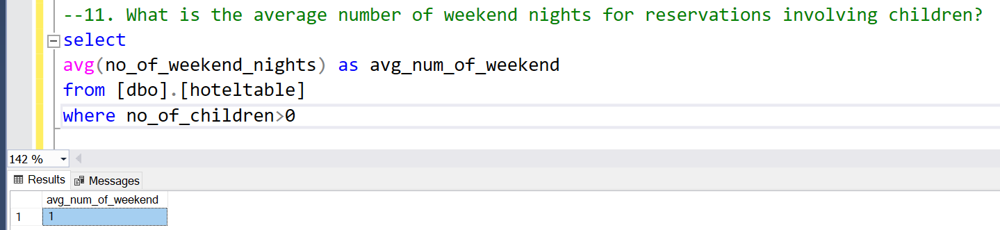 --11. What is the average number of weekend nights for reservations involving children?
select
avg(no_of_weekend_nights) as avg_num_of_weekend
from [dbo].[hoteltable]
where no_of_children>0
142 %
Results Messages
avg_num_of_weekend
1 1